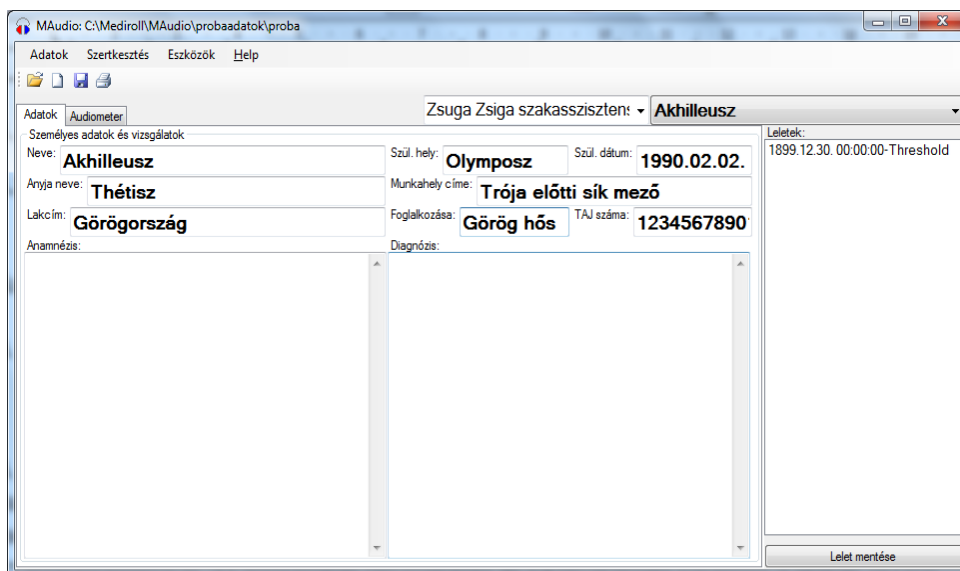 MAudio: C:\Mediroll\MAudio\probaadatok\proba
Adatok Szertkesztés Eszközök Help
Zsuga Zsiga szakassziszten: Akhilleusz
Adatok Audiometer
Személyes adatok és vizsgálatok
Leletek:
Neve: Akhilleusz Szül. hely: Olymposz Szül. dátum: 1990.02.02.
1899.12.30. 00:00:00-Threshold
Anyja neve: Thétisz Munkahely címe: Trója előtti sík mező
Lakcím: Görögország Foglalkozása: Görög hős TAJ száma: 1234567890
Anamnézis: Diagnózis:
Lelet mentése